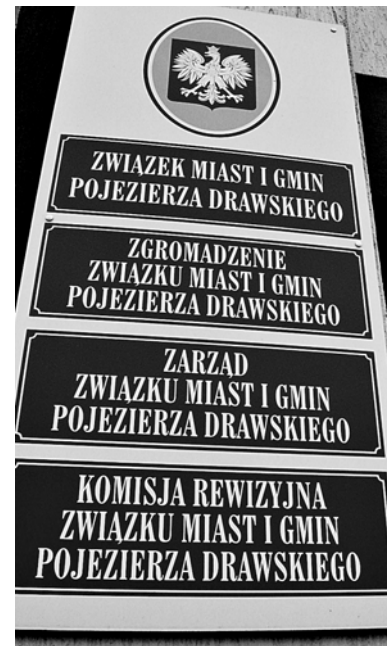 ZWIĄZEK MIAST I GMIN
POJEZIERZA DRAWSKIEGO
ZGROMADZENIE
ZWIĄZKU MIAST I GMIN
POJEZIERZA DRAWSKIEGO
ZARZĄD
ZWIĄZKU MIAST I GMIN
POJEZIERZA DRAWSKIEGO
KOMISJA REWIZYJNA
ZWIĄZKU MIAST I GMIN
POJEZIERZA DRAWSKIEGO